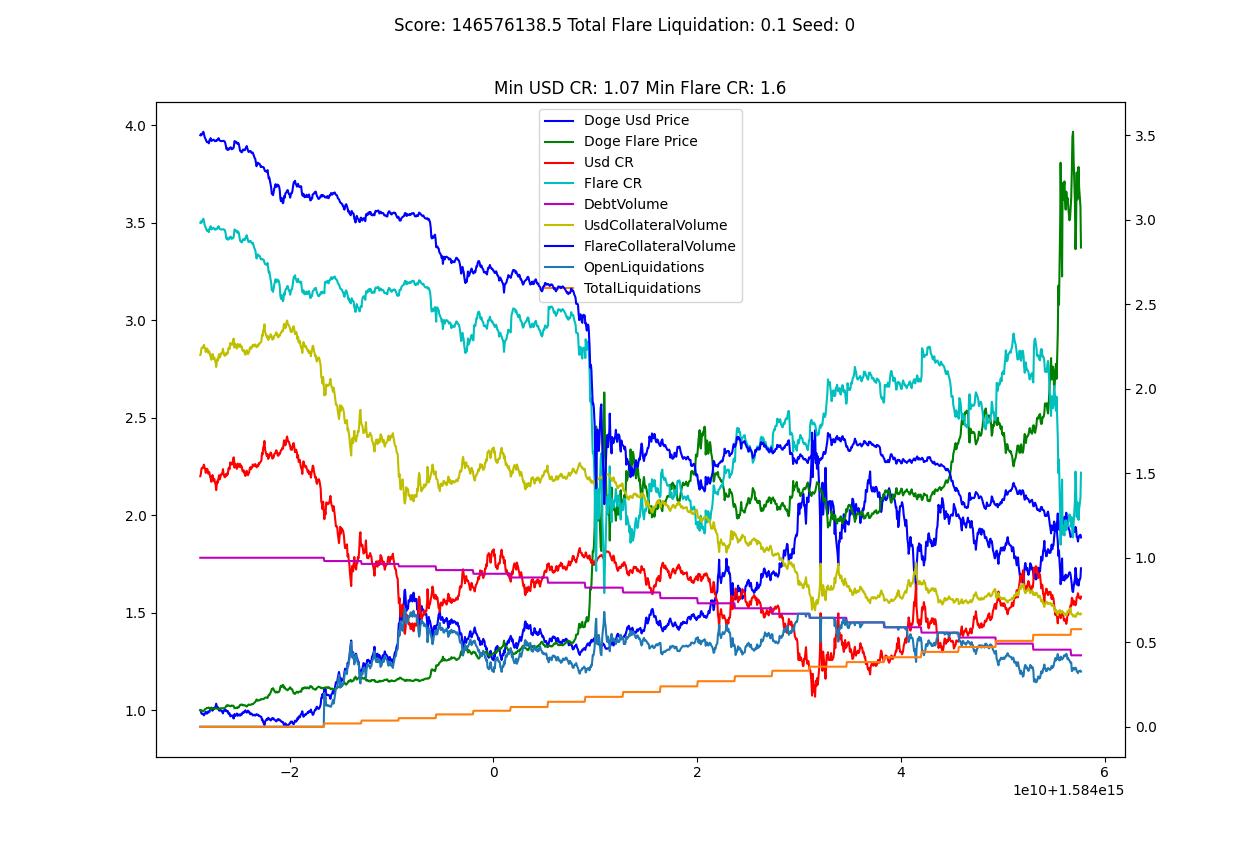 Score: 146576138.5 Total Flare Liquidation: 0.1 Seed: 0
Min USD CR: 1.07 Min Flare CR: 1.6
4.0
3.5
3.0
2.5
2.0
1.5
1.0
Doge Usd Price
Doge Flare Price
Usd CR
Flare CR
DebtVolume
UsdCollateralVolume
FlareCollateralVolume
OpenLiquidations
TotalLiquidations
3.5
3.0
2.5
2.0
1.5
1.0
0.5
0.0
−2 0 2 4 6
1e10+1.584e15